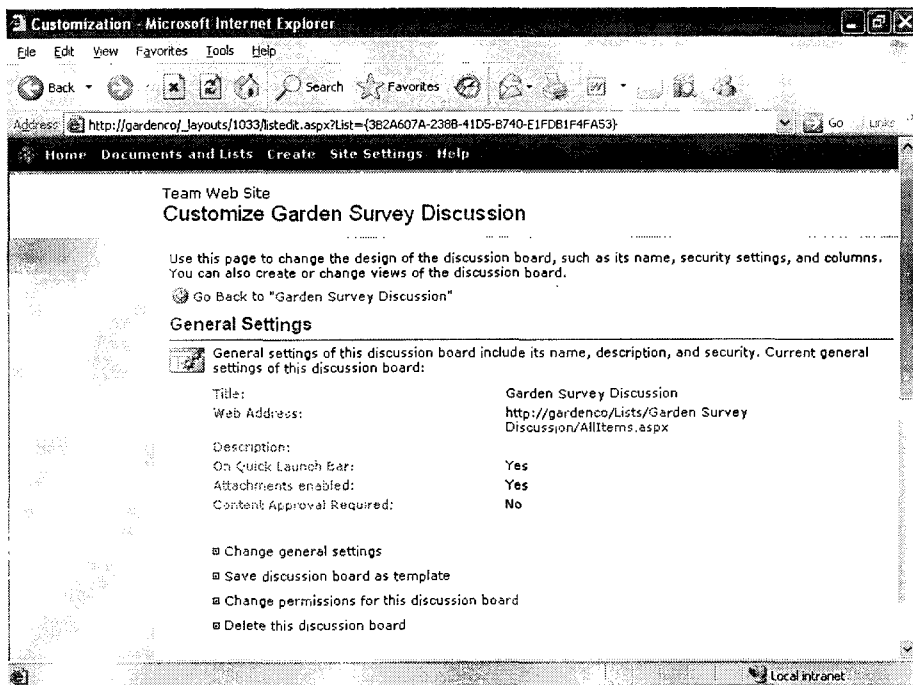 Customization - Microsoft Internet Explorer
File Edit View Favorites Tools Help
Back Search Favorites
Address http://gardenco/_layouts/1033/listedit.aspx?List={3B2A607A-238B-41D5-B740-E1FDB1F4FA53} Go Links
Home Documents and Lists Create Site Settings Help
Team Web Site
Customize Garden Survey Discussion
Use this page to change the design of the discussion board, such as its name, security settings, and columns.
You can also create or change views of the discussion board.
Go Back to "Garden Survey Discussion"
General Settings
General settings of this discussion board include its name, description, and security. Current general
settings of this discussion board:
Title: Garden Survey Discussion
Web Address: http://gardenco/Lists/Garden Survey
Discussion/AllItems.aspx
Description:
On Quick Launch Bar: Yes
Attachments enabled: Yes
Content Approval Required: No
Change general settings
Save discussion board as template
Change permissions for this discussion board
Delete this discussion board
Local intranet